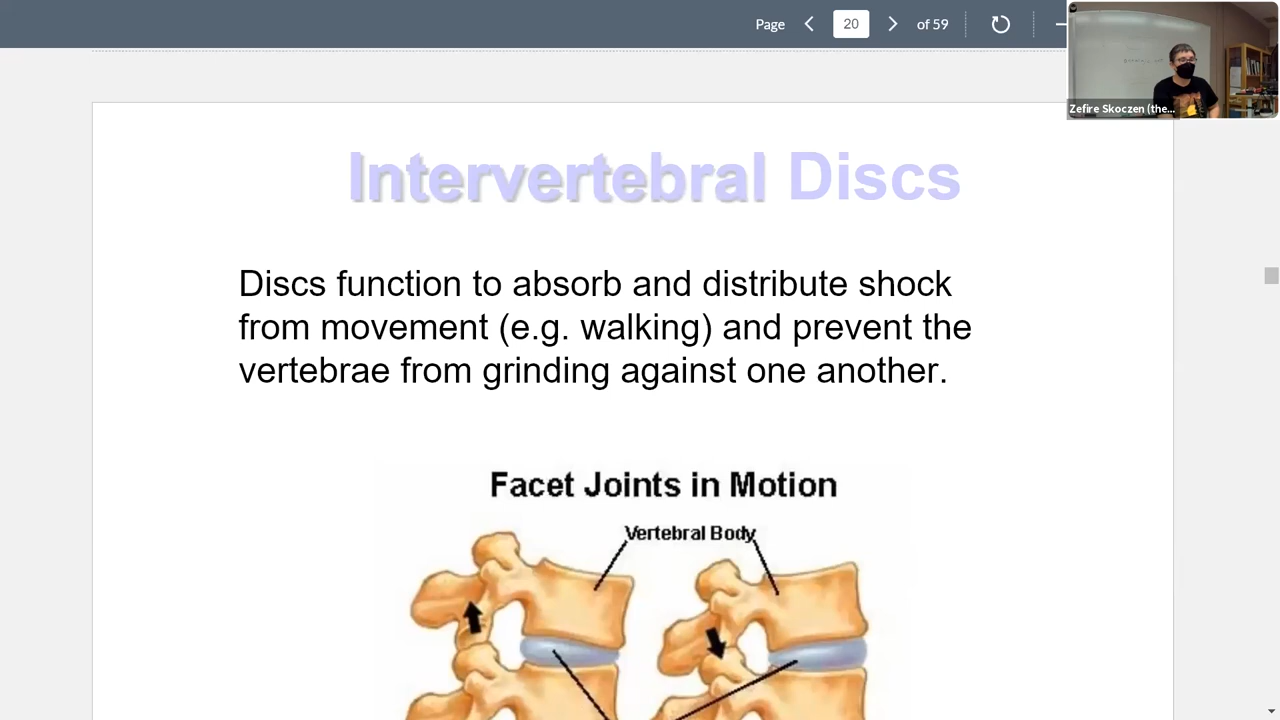 Page 20 of 59
Zefire Skoczen (the...
Intervertebral Discs
Discs function to absorb and distribute shock
from movement (e.g. walking) and prevent the
vertebrae from grinding against one another.
Facet Joints in Motion
Vertebral Body